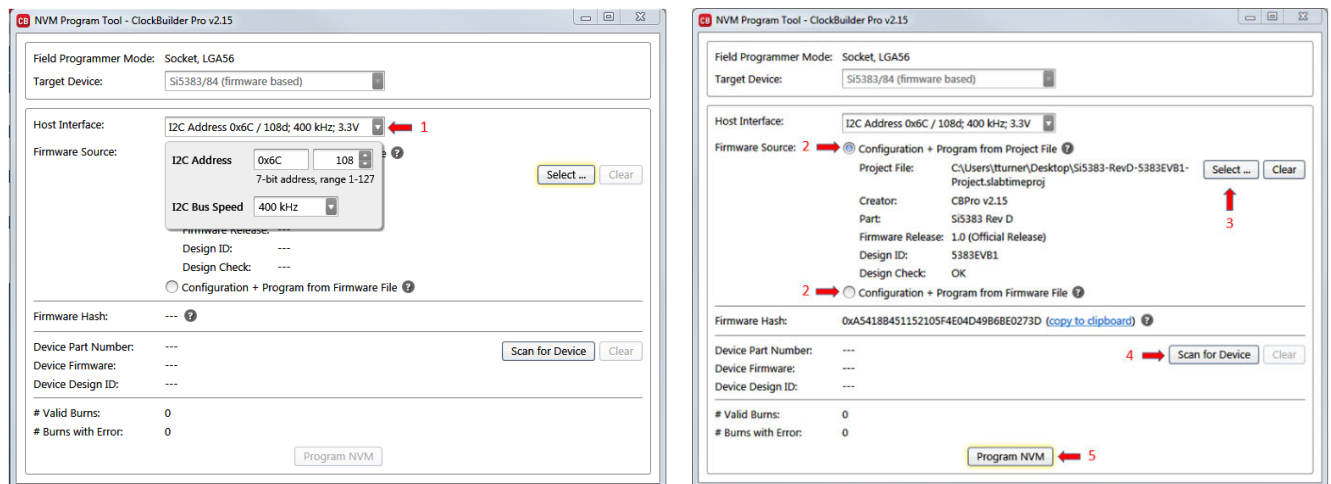 CB NVM Program Tool - ClockBuilder Pro v2.15
Field Programmer Mode: Socket, LGA56
Target Device: Si5383/84 (firmware based)
Host Interface: I2C Address 0x6C / 108d; 400 kHz; 3.3V 1
Firmware Source:
I2C Address 0x6C 108
7-bit address, range 1-127
I2C Bus Speed 400 kHz
Select ... Clear
Firmware Release: ---
Design ID: ---
Design Check: ---
Configuration + Program from Firmware File ?
Firmware Hash: --- ?
Device Part Number: --- Scan for Device Clear
Device Firmware: ---
Device Design ID: ---
# Valid Burns: 0
# Burns with Error: 0
Program NVM
CB NVM Program Tool - ClockBuilder Pro v2.15
Field Programmer Mode: Socket, LGA56
Target Device: Si5383/84 (firmware based)
Host Interface: I2C Address 0x6C / 108d; 400 kHz; 3.3V
Firmware Source: 2 Configuration + Program from Project File ?
Project File: C:\Users\tturner\Desktop\Si5383-RevD-5383EVB1- Select ... Clear
Project.slabtimeproj
3
Creator: CBPro v2.15
Part: Si5383 Rev D
Firmware Release: 1.0 (Official Release)
Design ID: 5383EVB1
Design Check: OK
2 Configuration + Program from Firmware File ?
Firmware Hash: 0xA5418B451152105F4E04D49B6BE0273D (copy to clipboard) ?
Device Part Number: --- 4 Scan for Device Clear
Device Firmware: ---
Device Design ID: ---
# Valid Burns: 0
# Burns with Error: 0
Program NVM 5